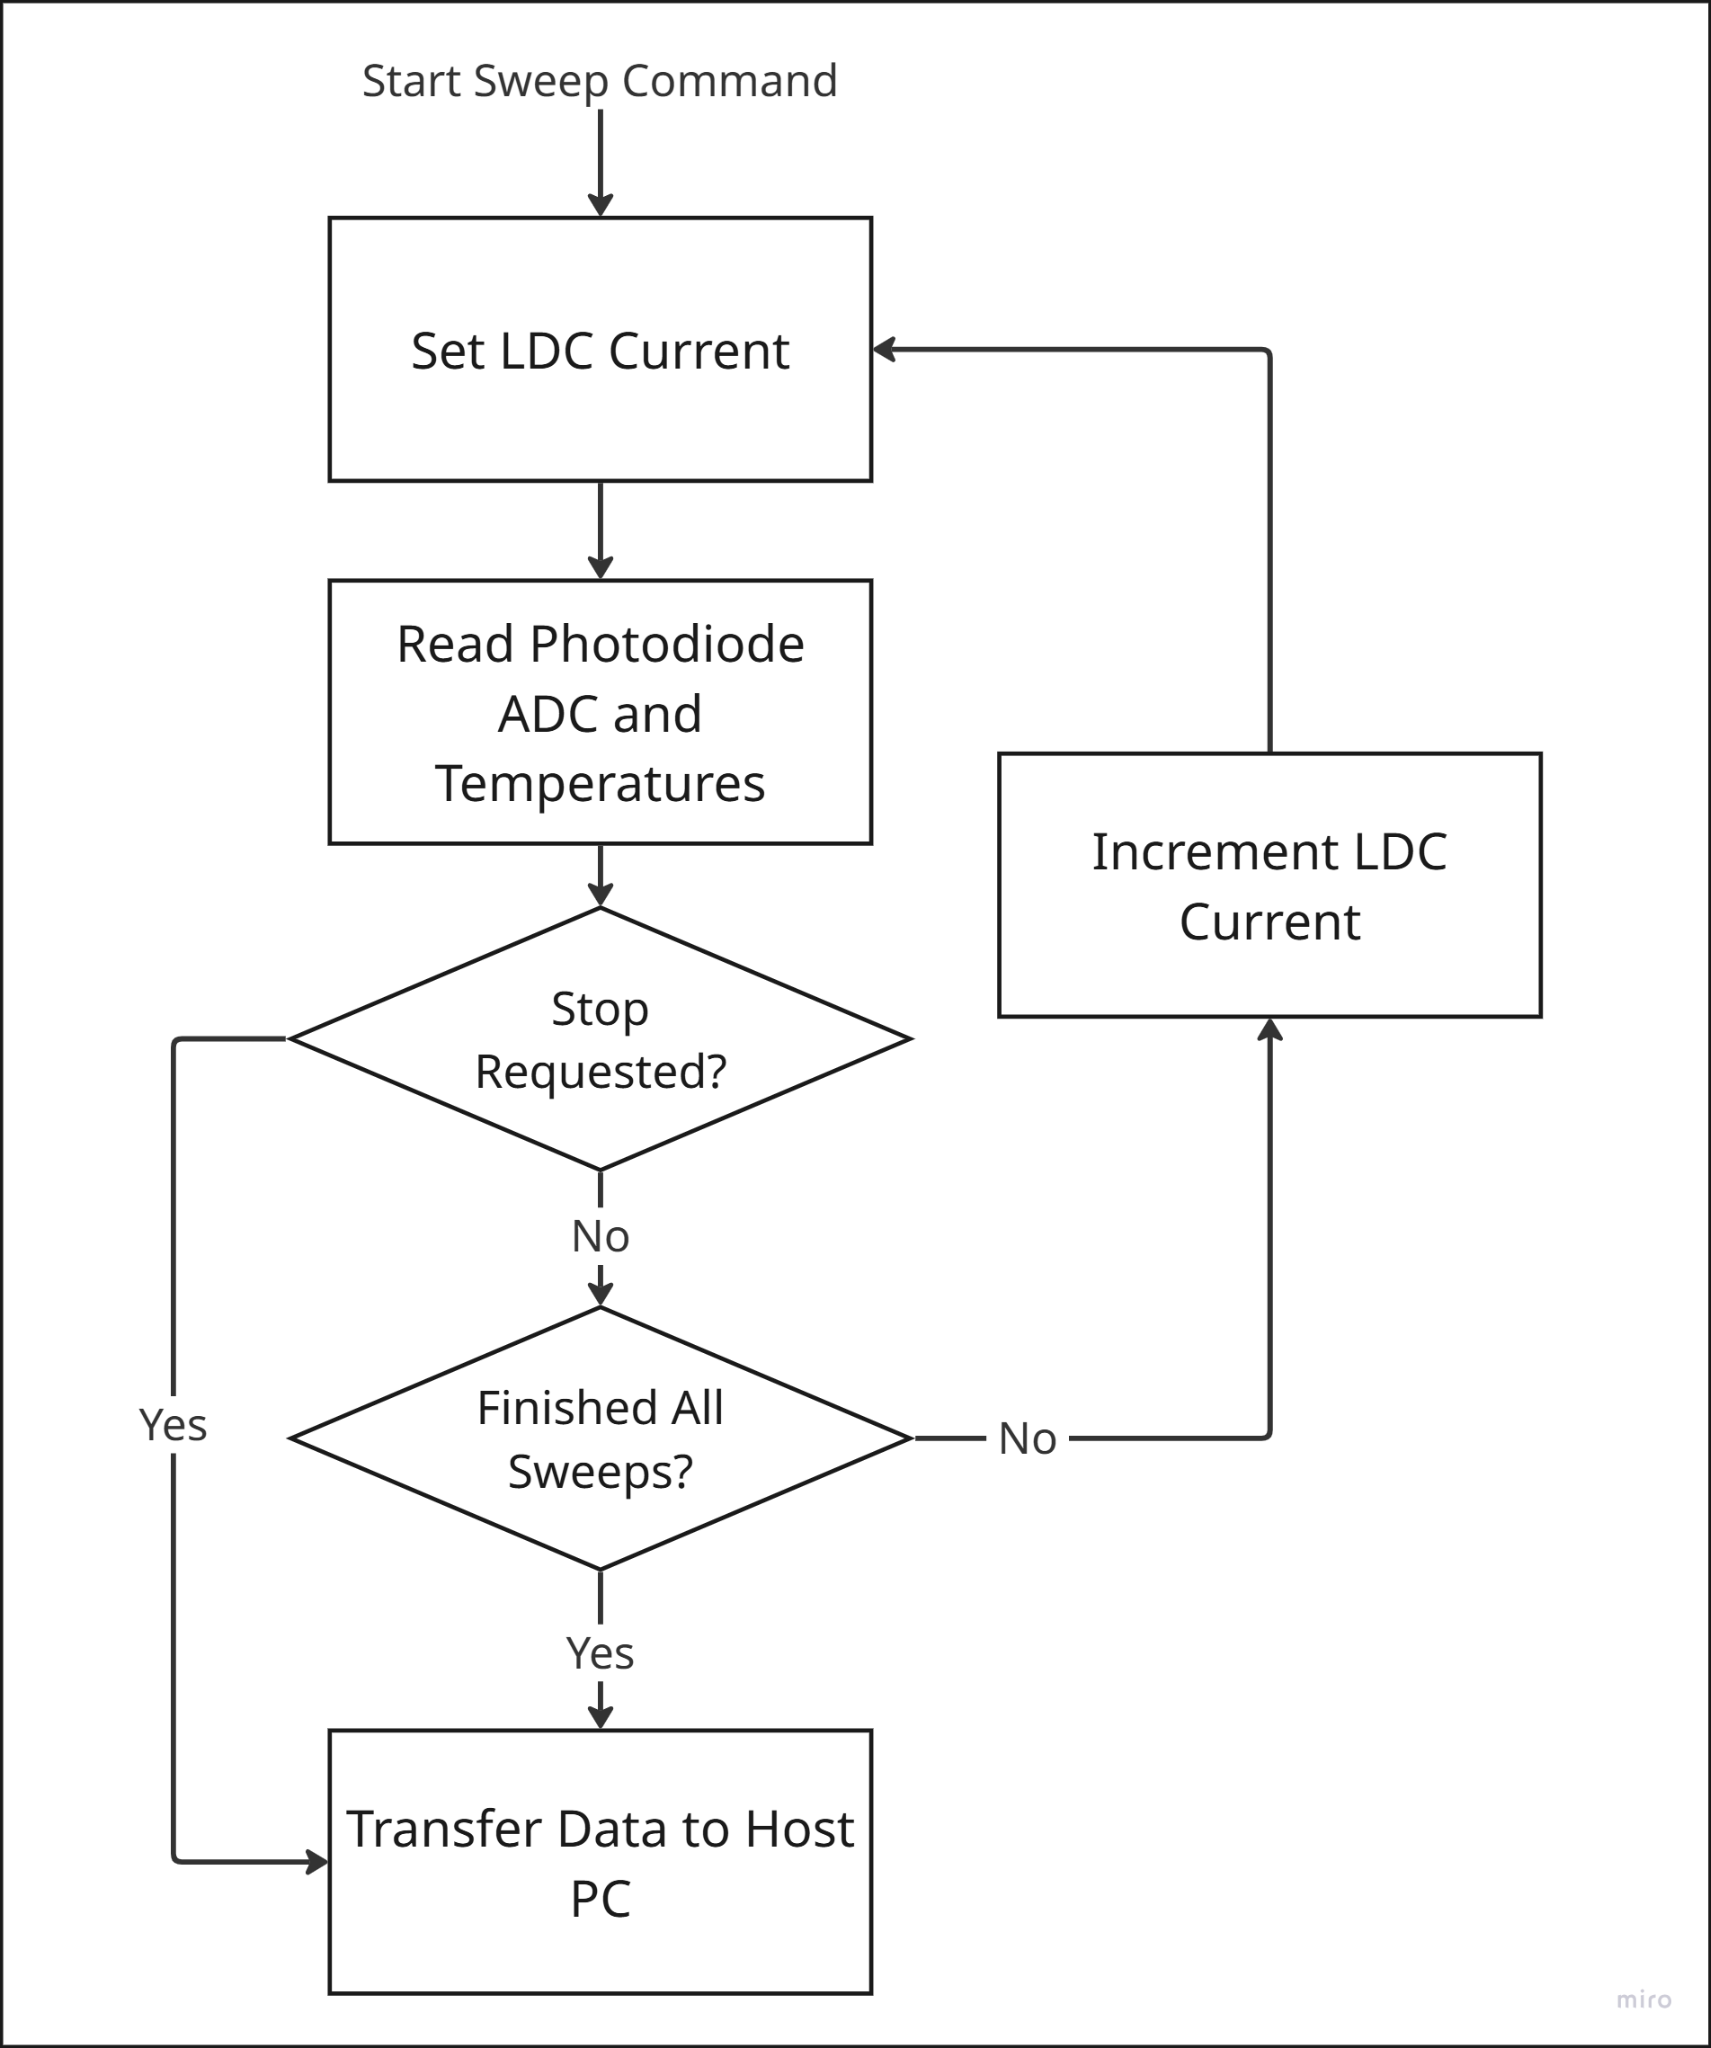 Start Sweep Command
Set LDC Current
Read Photodiode
ADC and
Temperatures
Increment LDC
Current
Stop
Requested?
No
Yes
Finished All
Sweeps?
No
Yes
Transfer Data to Host
PC
miro